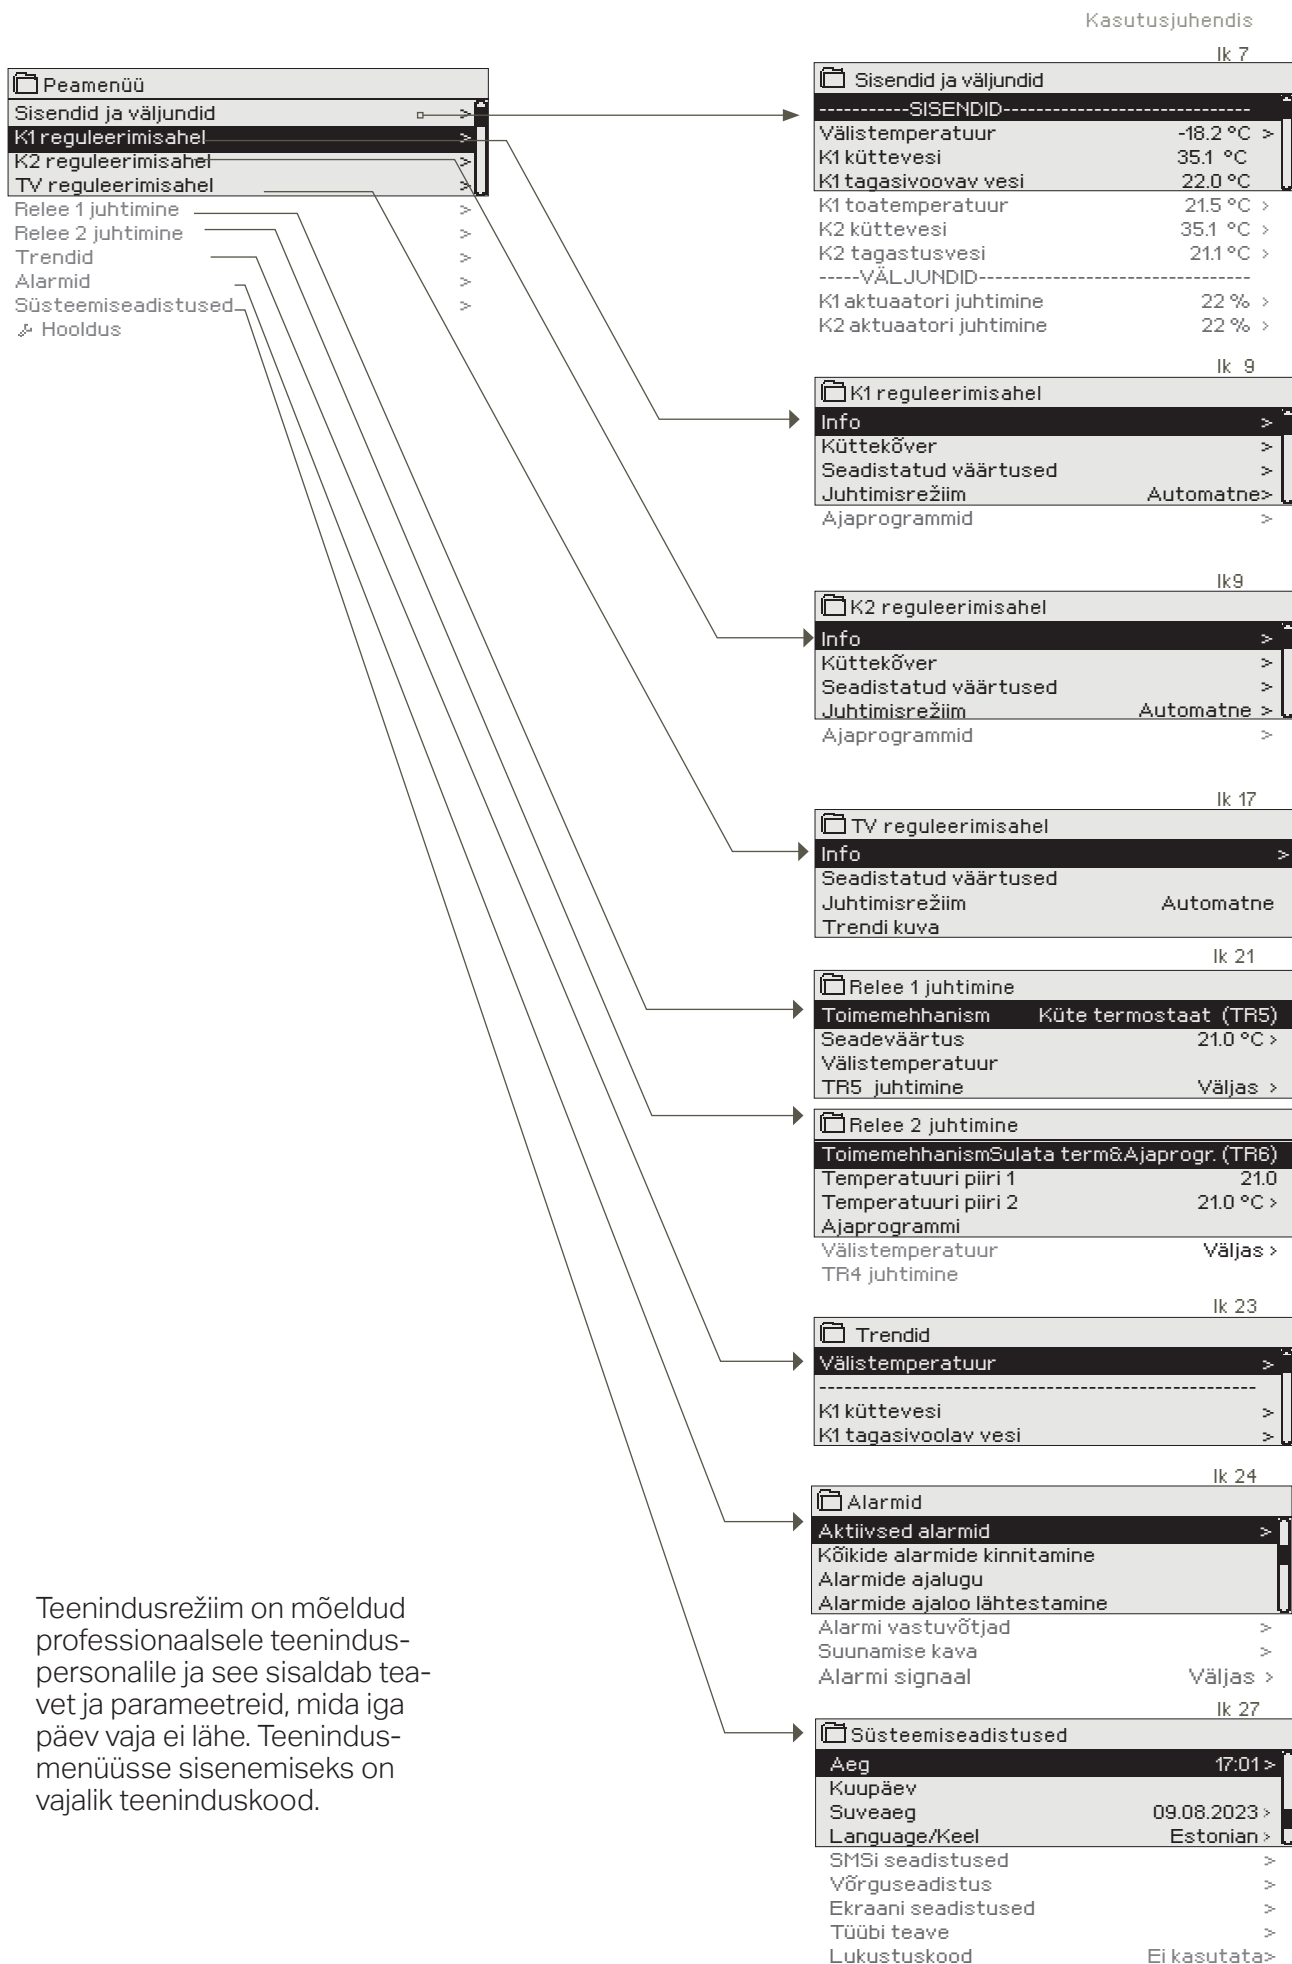 Kasutusjuhendis
Peamenüü
Sisendid ja väljundid >
K1 reguleerimisahel >
K2 reguleerimisahel >
TV reguleerimisahel >
Relee 1 juhtimine >
Relee 2 juhtimine >
Trendid >
Alarmid >
Süsteemiseadistused >
Hooldus
lk 7
Sisendid ja väljundid
-----------SISENDID------------------------------
Välistemperatuur -18.2 °C >
K1 küttevesi 35.1 °C
K1 tagasivoovav vesi 22.0 °C
K1 toatemperatuur 21.5 °C >
K2 küttevesi 35.1 °C >
K2 tagastusvesi 21.1 °C >
-----VÄLJUNDID---------------------------------
K1 aktuaatori juhtimine 22 % >
K2 aktuaatori juhtimine 22 % >
lk 9
K1 reguleerimisahel
Info >
Küttekõver >
Seadistatud väärtused >
Juhtimisrežiim Automatne>
Ajaprogrammid >
lk9
K2 reguleerimisahel
Info >
Küttekõver >
Seadistatud väärtused >
Juhtimisrežiim Automatne >
Ajaprogrammid >
lk 17
TV reguleerimisahel
Info >
Seadistatud väärtused
Juhtimisrežiim Automatne
Trendi kuva
lk 21
Relee 1 juhtimine
Toimemehhanism Küte termostaat (TR5)
Seadeväärtus 21.0 °C >
Välistemperatuur
TR5 juhtimine Väljas >
Relee 2 juhtimine
ToimemehhanismSulata term&Ajaprogr. (TR6)
Temperatuuri piiri 1 21.0
Temperatuuri piiri 2 21.0 °C >
Ajaprogrammi
Välistemperatuur Väljas >
TR4 juhtimine
lk 23
Trendid
Välistemperatuur >
-----------------------------------------------------
K1 küttevesi >
K1 tagasivoolav vesi >
lk 24
Alarmid
Aktiivsed alarmid >
Kõikide alarmide kinnitamine
Alarmide ajalugu
Alarmide ajaloo lähtestamine
Alarmi vastuvõtjad >
Suunamise kava >
Alarmi signaal Väljas >
lk 27
Süsteemiseadistused
Aeg 17:01 >
Kuupäev
Suveaeg 09.08.2023 >
Language/Keel Estonian >
SMSi seadistused >
Võrguseadistus >
Ekraani seadistused >
Tüübi teave >
Lukustuskood Ei kasutata>
Teenindusrežiim on mõeldud
professionaalsele teenindus-
personalile ja see sisaldab tea-
vet ja parameetreid, mida iga
päev vaja ei lähe. Teenindus-
menüüsse sisenemiseks on
vajalik teeninduskood.